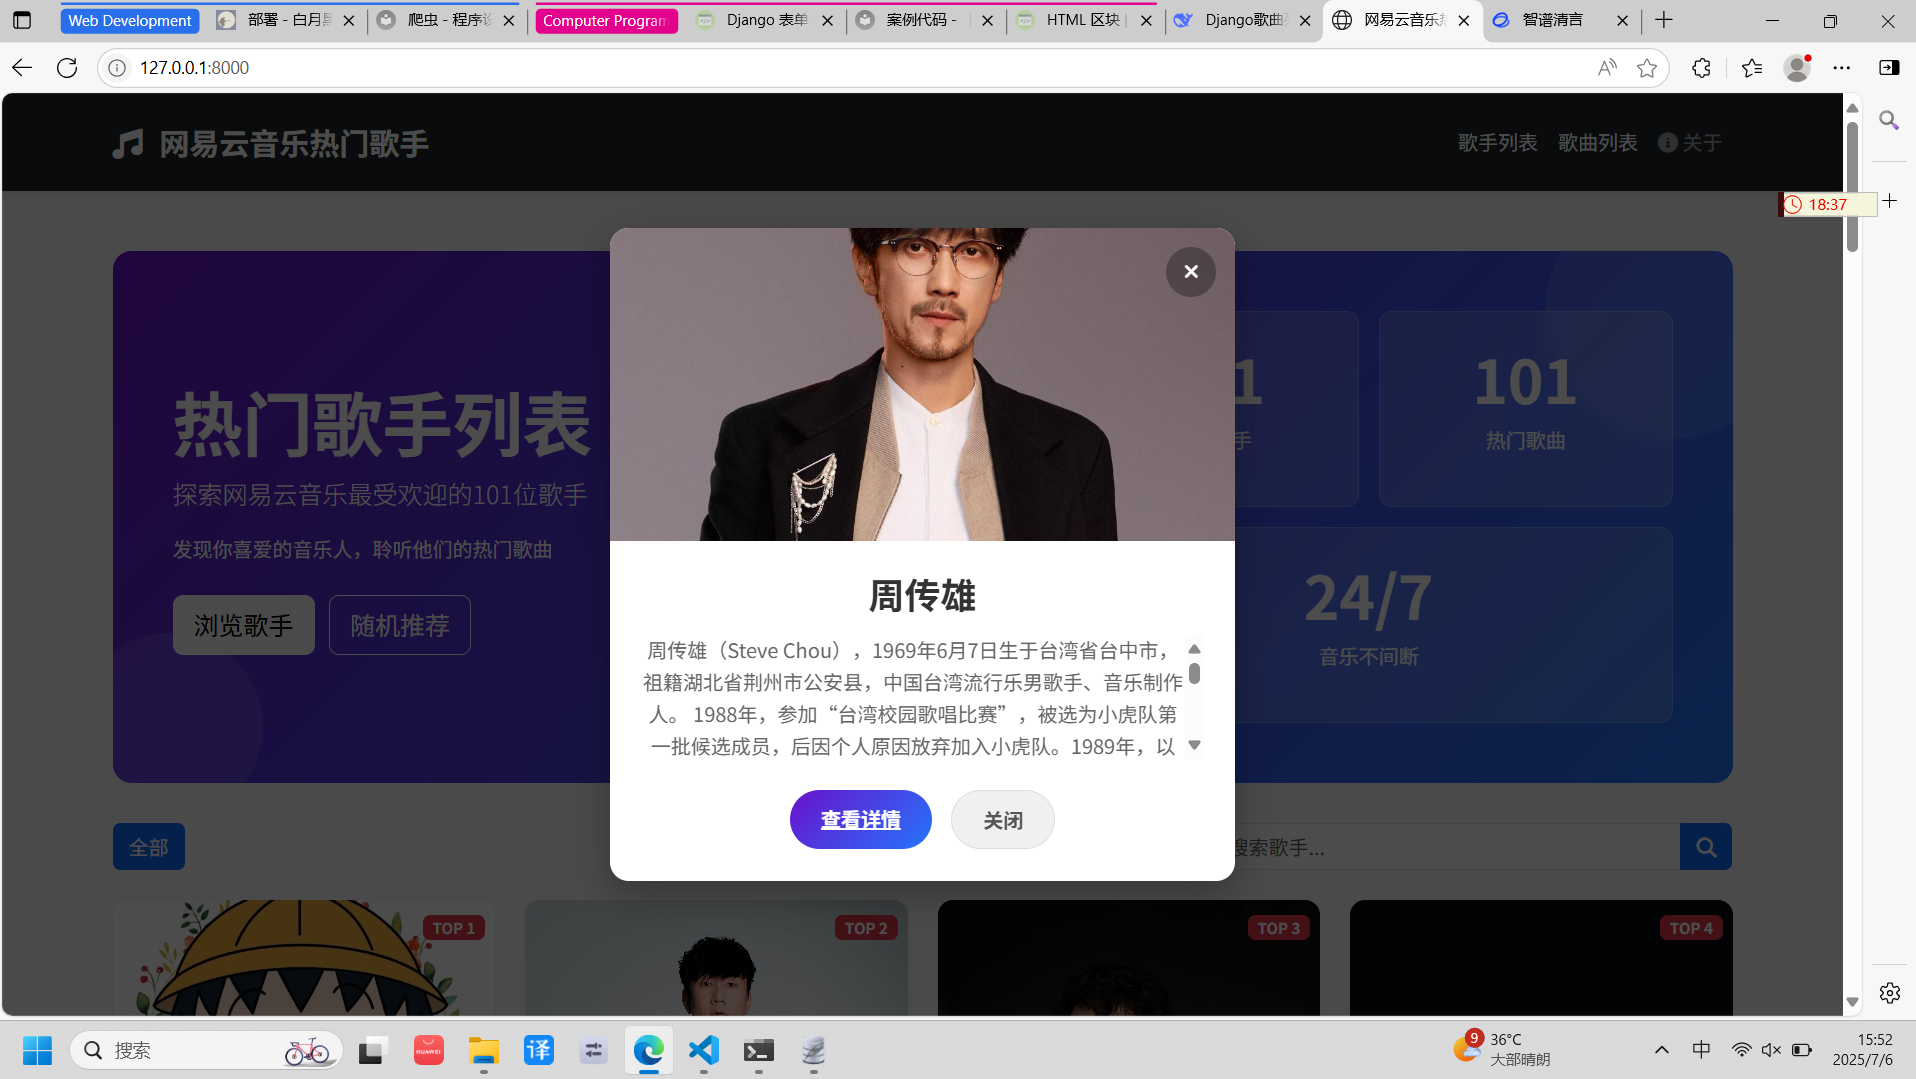 Web Development
部署 - 白月黑
爬虫 - 程序设
Computer Program
Django 表单
案例代码 -
HTML 区块
Django歌曲
网易云音乐热
智谱清言
127.0.0.1:8000
网易云音乐热门歌手
歌手列表
歌曲列表
关于
18:37
热门歌手列表
探索网易云音乐最受欢迎的101位歌手
发现你喜爱的音乐人，聆听他们的热门歌曲
浏览歌手
随机推荐
1
手
101
热门歌曲
24/7
音乐不间断
周传雄
周传雄（Steve Chou），1969年6月7日生于台湾省台中市，
祖籍湖北省荆州市公安县，中国台湾流行乐男歌手、音乐制作
人。 1988年，参加“台湾校园歌唱比赛”，被选为小虎队第
一批候选成员，后因个人原因放弃加入小虎队。1989年，以
查看详情
关闭
全部
搜索歌手...
TOP 1
TOP 2
TOP 3
TOP 4
搜索
HUAWEI
译
9
36°C
大部晴朗
中
15:52
2025/7/6